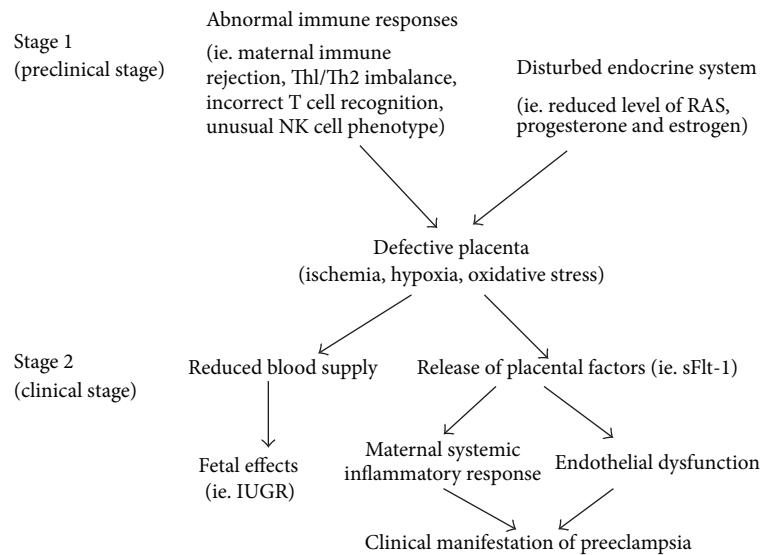 Stage 1
(preclinical stage)
Abnormal immune responses
(ie. maternal immune
rejection, Thl/Th2 imbalance,
incorrect T cell recognition,
unusual NK cell phenotype)
Disturbed endocrine system
(ie. reduced level of RAS,
progesterone and estrogen)
Defective placenta
(ischemia, hypoxia, oxidative stress)
Stage 2
(clinical stage)
Reduced blood supply
Release of placental factors (ie. sFlt-1)
Fetal effects
(ie. IUGR)
Maternal systemic
inflammatory response
Endothelial dysfunction
Clinical manifestation of preeclampsia